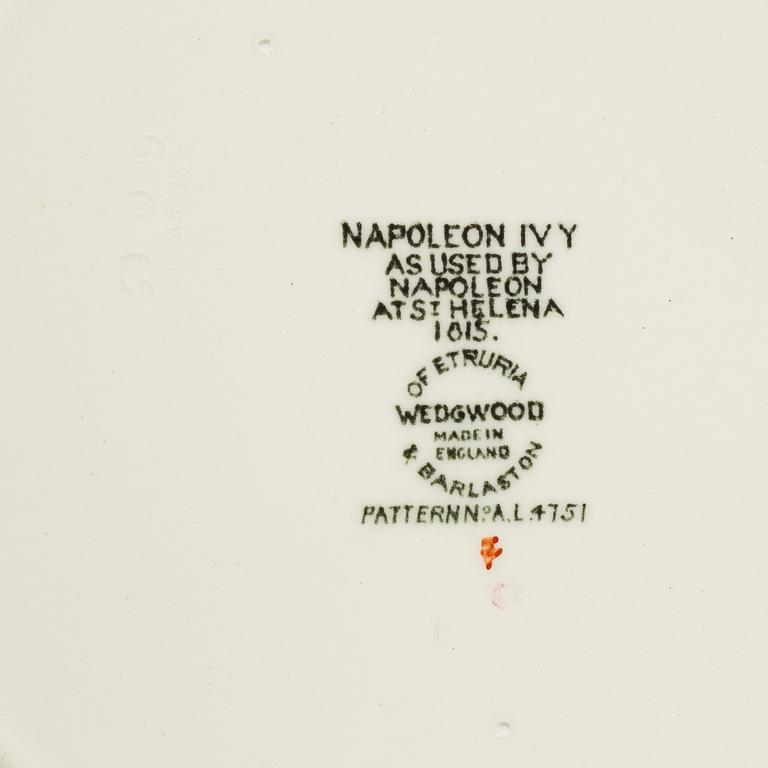 NAPOLEON IVY
AS USED BY
NAPOLEON
AT ST HELENA
1815.
OF ETRURIA
WEDGWOOD
MADE IN
ENGLAND
& BARLASTON
PATTERN No. A.L.4751